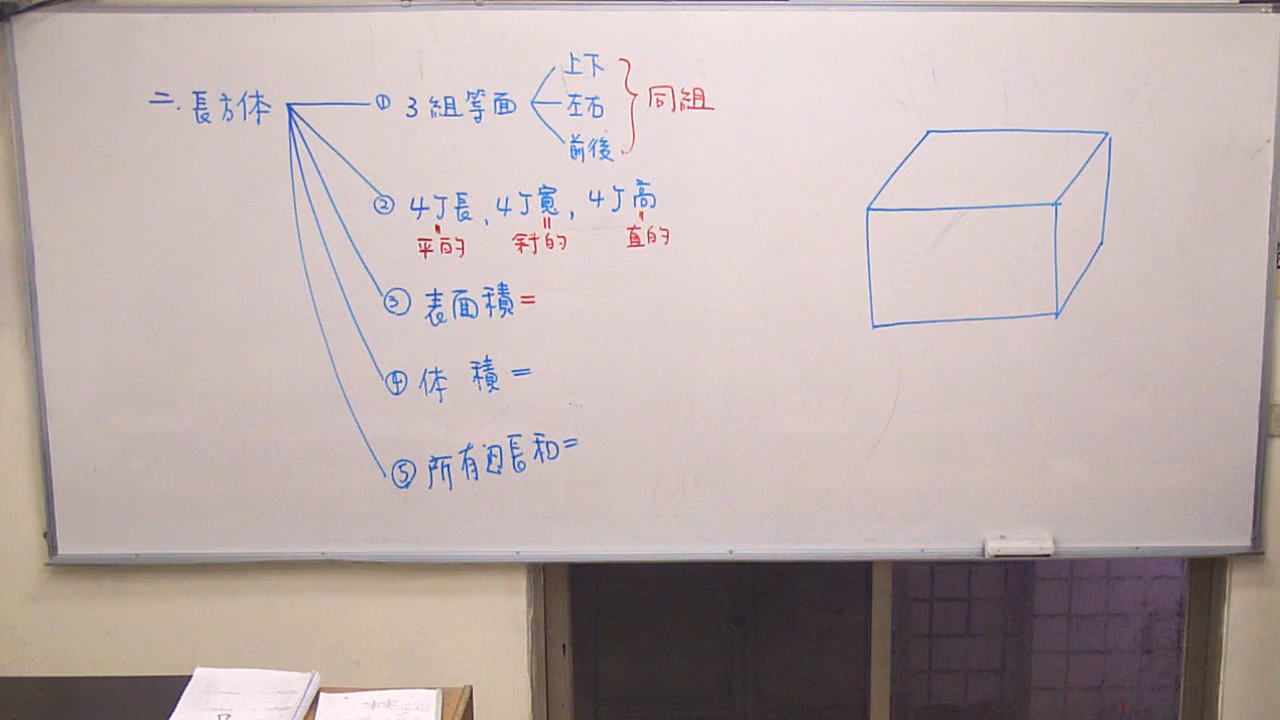 二. 長方体 ① 3組等面 上下 同組
左右
前後
② 4丁長, 4丁寬, 4丁高
平的 斜的 直的
③ 表面積=
④ 体積=
⑤ 所有边長和=